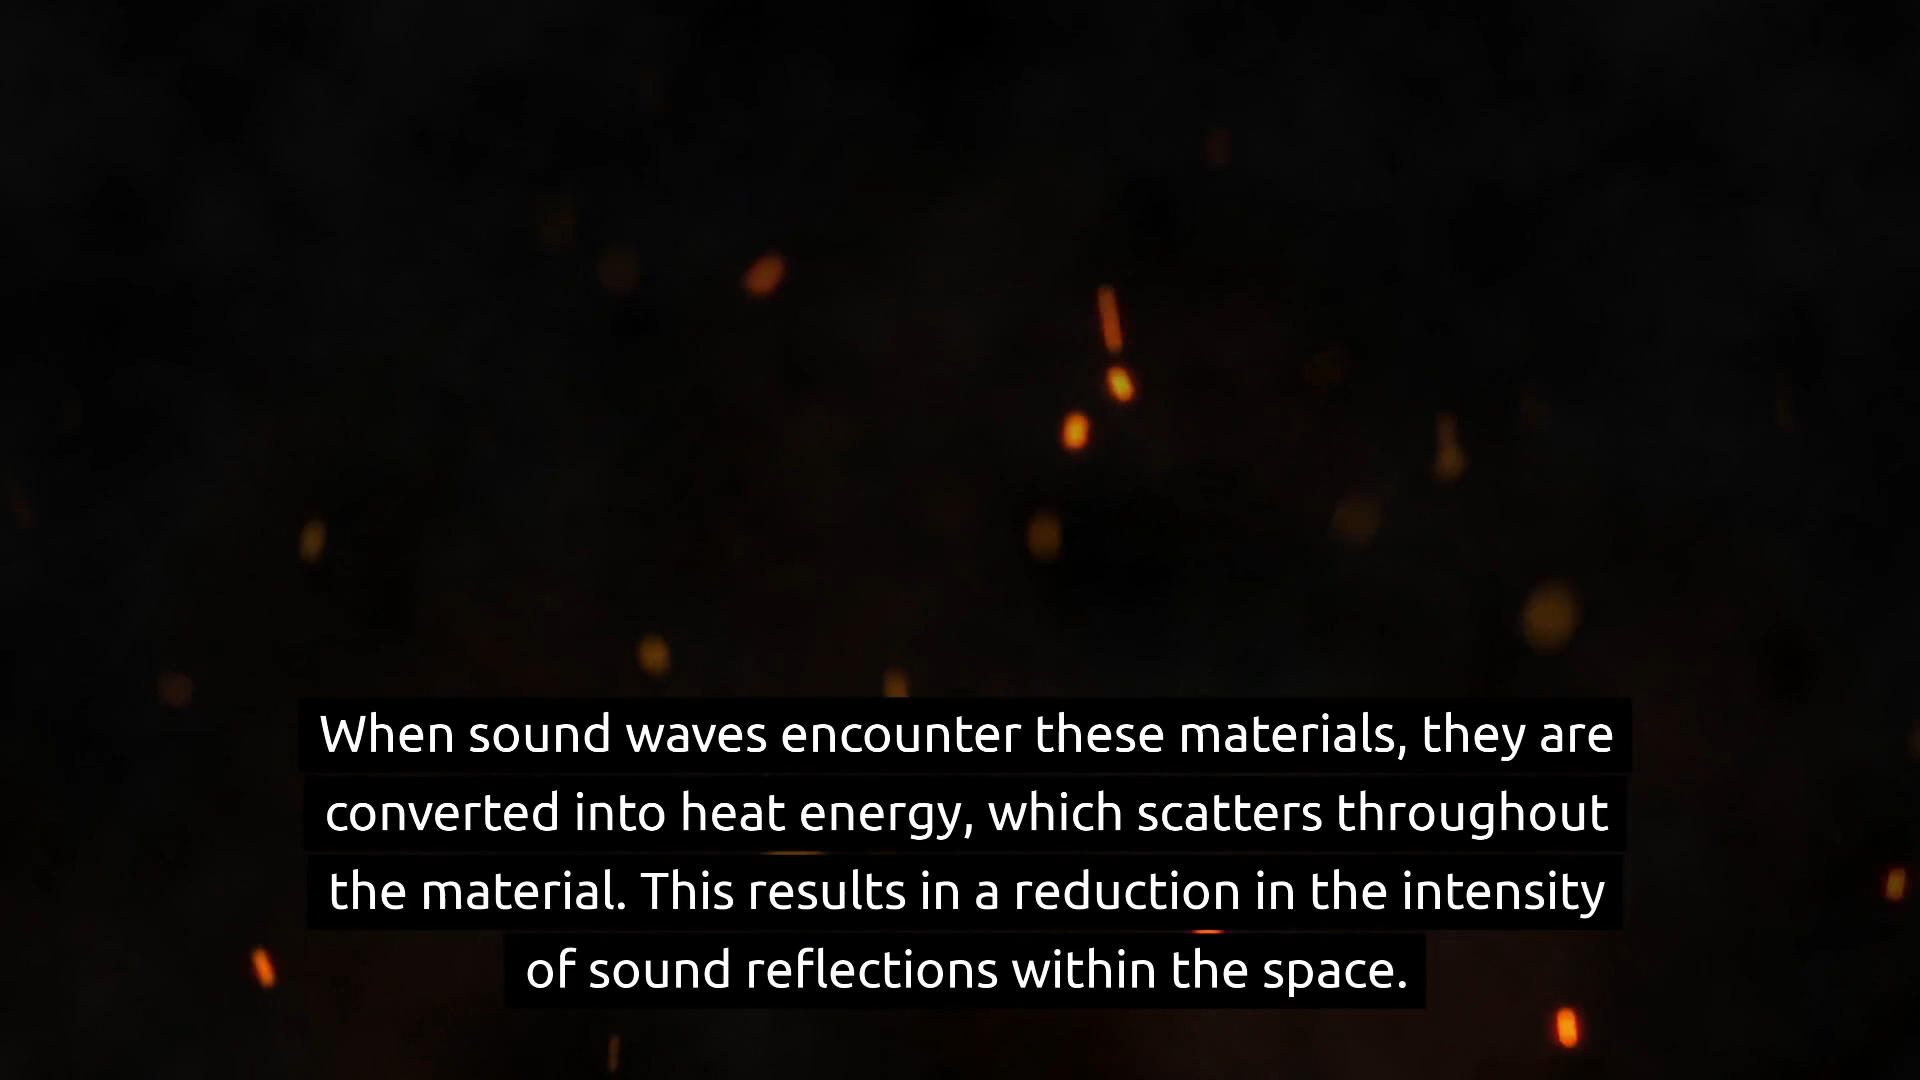 When sound waves encounter these materials, they are
converted into heat energy, which scatters throughout
the material. This results in a reduction in the intensity
of sound reflections within the space.